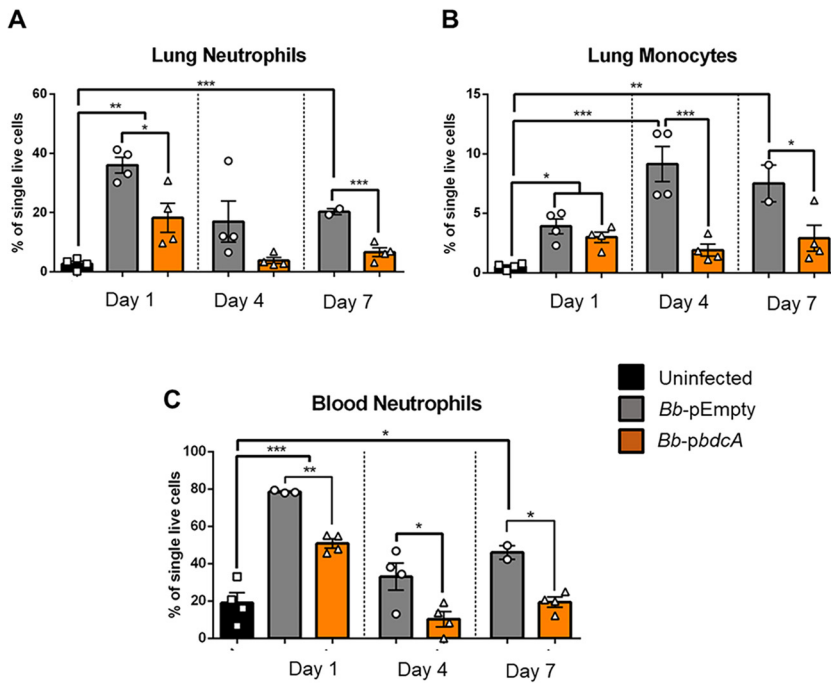 A
Lung Neutrophils
% of single live cells
60
40
20
0
***
**
*
***
Day 1
Day 4
Day 7
B
Lung Monocytes
% of single live cells
15
10
5
0
**
***
***
*
*
Day 1
Day 4
Day 7
Uninfected
Bb-pEmpty
Bb-pbdcA
C
Blood Neutrophils
% of single live cells
100
80
60
40
20
0
*
***
**
*
*
Day 1
Day 4
Day 7